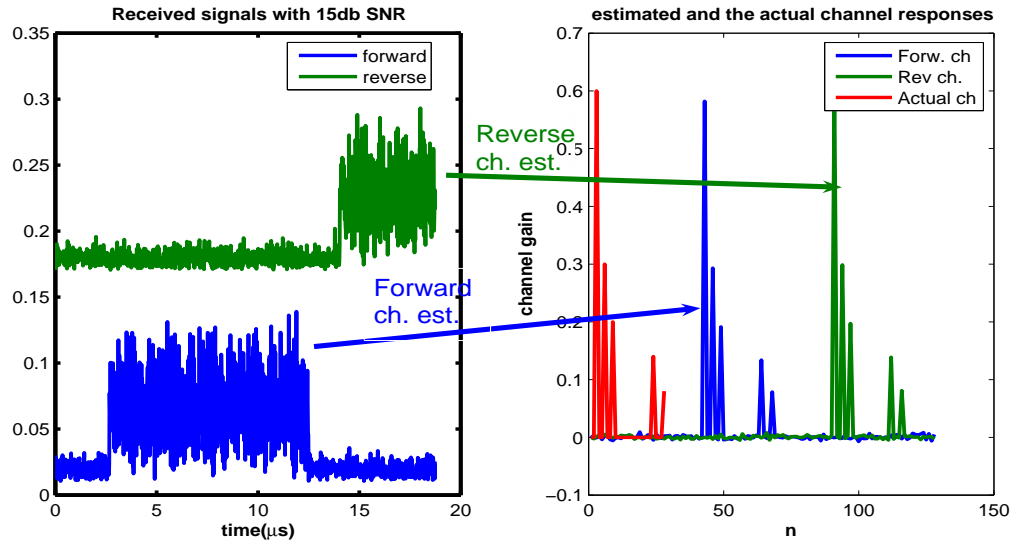 Received signals with 15db SNR
0.35
0.3
0.25
0.2
0.15
0.1
0.05
0
0
5
10
15
20
time(μs)
forward
reverse
Reverse
ch. est.
Forward
ch. est.
estimated and the actual channel responses
0.7
0.6
0.5
0.4
0.3
0.2
0.1
0
−0.1
0
50
100
150
n
channel gain
Forw. ch
Rev ch.
Actual ch